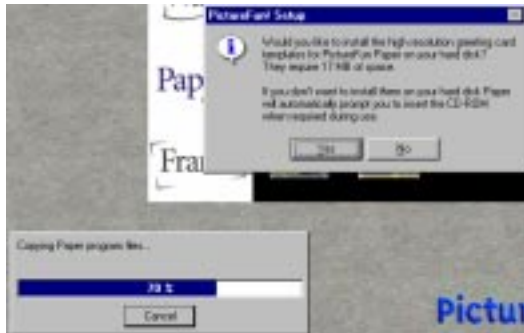 PictureFun! Setup
Would you like to install the high-resolution greeting card
templates for PictureFun Paper on your hard disk?
They require 17 MB of space.
If you don't want to install them on your hard disk Paper
will automatically prompt you to insert the CD-ROM
when required during use.
Yes
No
Pap
Fra
Copying Paper program files...
70 %
Cancel
Pictu